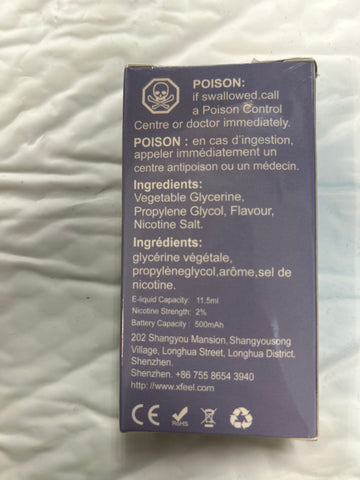 POISON:
if swallowed,call
a Poison Control
Centre or doctor immediately.
POISON : en cas d'ingestion,
appeler immédiatement un
centre antipoison ou un médecin.
Ingredients:
Vegetable Glycerine,
Propylene Glycol, Flavour,
Nicotine Salt.
Ingrédients:
glycérine végétale,
propylèneglycol,arôme,sel de
nicotine.
E-liquid Capacity: 11.5ml
Nicotine Strength: 2%
Battery Capacity : 500mAh
202 Shangyou Mansion, Shangyousong
Village, Longhua Street, Longhua District,
Shenzhen.
Shenzhen. +86 755 8654 3940
http://www.xfeel.com
CE RoHS